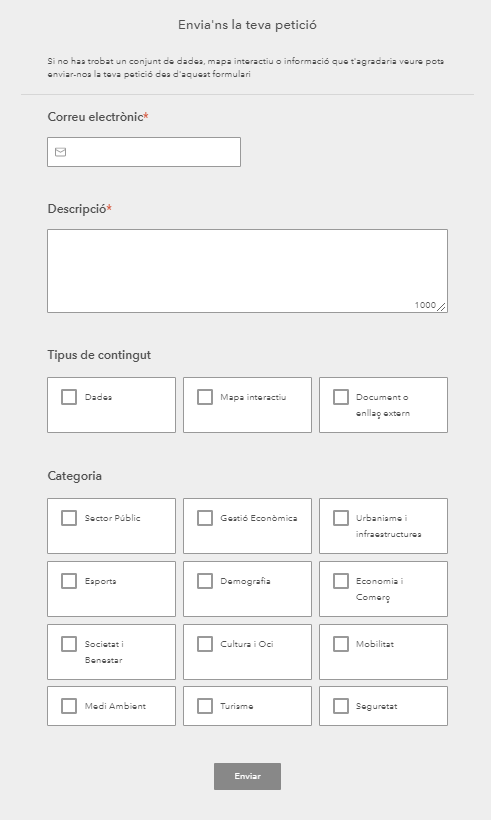 Envia'ns la teva petició
Si no has trobat un conjunt de dades, mapa interactiu o informació que t'agradaria veure pots
enviar-nos la teva petició des d'aquest formulari
Correu electrònic*
Descripció*
1000
Tipus de contingut
Dades
Mapa interactiu
Document o
enllaç extern
Categoria
Sector Públic
Gestió Econòmica
Urbanisme i
infraestructures
Esports
Demografia
Economia i
Comerç
Societat i
Benestar
Cultura i Oci
Mobilitat
Medi Ambient
Turisme
Seguretat
Enviar